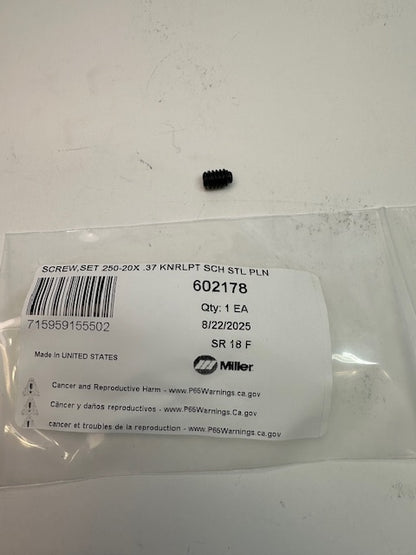 SCREW,SET 250-20X .37 KNRLPT SCH STL PLN
602178
715959155502
Qty: 1 EA
8/22/2025
SR 18 F
Made in UNITED STATES
Miller
Cancer and Reproductive Harm - www.P65Warnings.ca.gov
Cáncer y daños reproductivos - www.P65Warnings.Ca.gov
cancer et troubles de la reproduction - www.P65Warnings.ca.gov